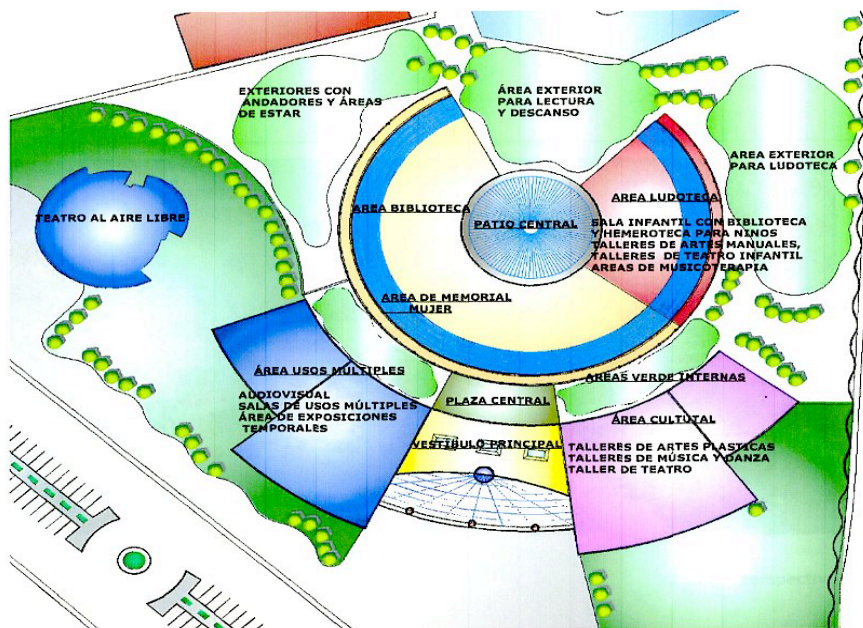 EXTERIORES CON
ANDADORES Y ÁREAS
DE ESTAR
ÁREA EXTERIOR
PARA LECTURA
Y DESCANSO
AREA EXTERIOR
PARA LUDOTECA
TEATRO AL AIRE LIBRE
AREA BIBLIOTECA
PATIO CENTRAL
AREA LUDOTECA
SALA INFANTIL CON BIBLIOTECA
Y HEMEROTECA PARA NINOS
TALLERES DE ARTES MANUALES,
TALLERES DE TEATRO INFANTIL
AREAS DE MUSICOTERAPIA
AREA DE MEMORIAL
MUJER
ÁREA USOS MÚLTIPLES
AUDIOVISUAL
SALAS DE USOS MÚLTIPLES
ÁREA DE EXPOSICIONES
TEMPORALES
PLAZA CENTRAL
AREAS VERDE INTERNAS
VESTIBULO PRINCIPAL
ÁREA CULTUTAL
TALLERES DE ARTES PLASTICAS
TALLERES DE MÚSICA Y DANZA
TALLER DE TEATRO